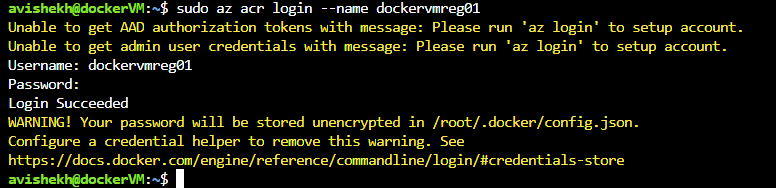 avishekh@dockerVM:~$ sudo az acr login --name dockervmreg01
Unable to get AAD authorization tokens with message: Please run 'az login' to setup account.
Unable to get admin user credentials with message: Please run 'az login' to setup account.
Username: dockervmreg01
Password:
Login Succeeded
WARNING! Your password will be stored unencrypted in /root/.docker/config.json.
Configure a credential helper to remove this warning. See
https://docs.docker.com/engine/reference/commandline/login/#credentials-store
avishekh@dockerVM:~$